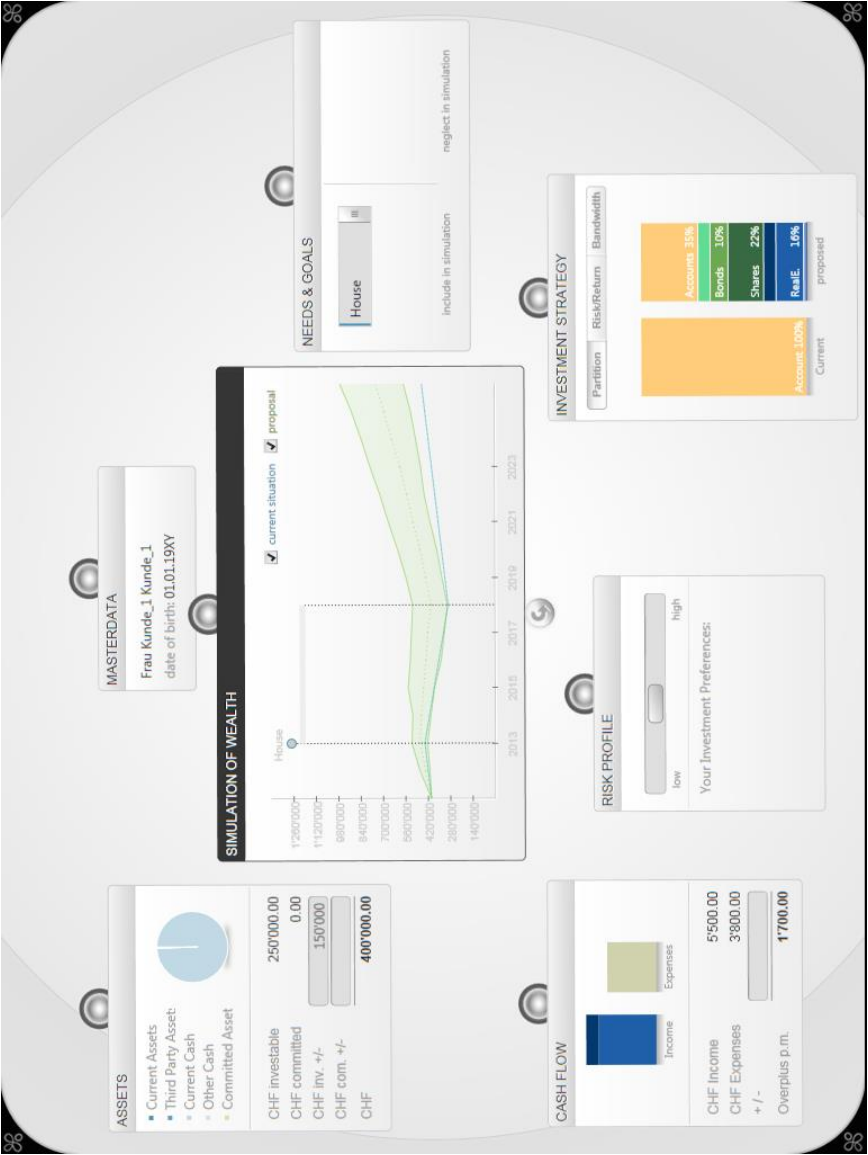 ASSETS
Current Assets
Third Party Asset:
Current Cash
Other Cash
Committed Asset
CHF investable 250'000.00
CHF committed 0.00
CHF inv. +/- 150'000
CHF com. +/-
CHF 400'000.00
MASTERDATA
Frau Kunde_1 Kunde_1
date of birth: 01.01.19XY
SIMULATION OF WEALTH
House
current situation
proposal
1'260'000
1'120'000
980'000
840'000
700'000
560'000
420'000
280'000
140'000
2013 2015 2017 2019 2021 2023
NEEDS & GOALS
House
include in simulation neglect in simulation
CASH FLOW
Income Expenses
CHF Income 5'500.00
CHF Expenses 3'800.00
+ / -
Overplus p.m. 1'700.00
RISK PROFILE
low high
Your Investment Preferences:
INVESTMENT STRATEGY
Partition Risk/Return Bandwidth
Account 100%
Accounts 35%
Bonds 10%
Shares 22%
RealE. 16%
Current proposed